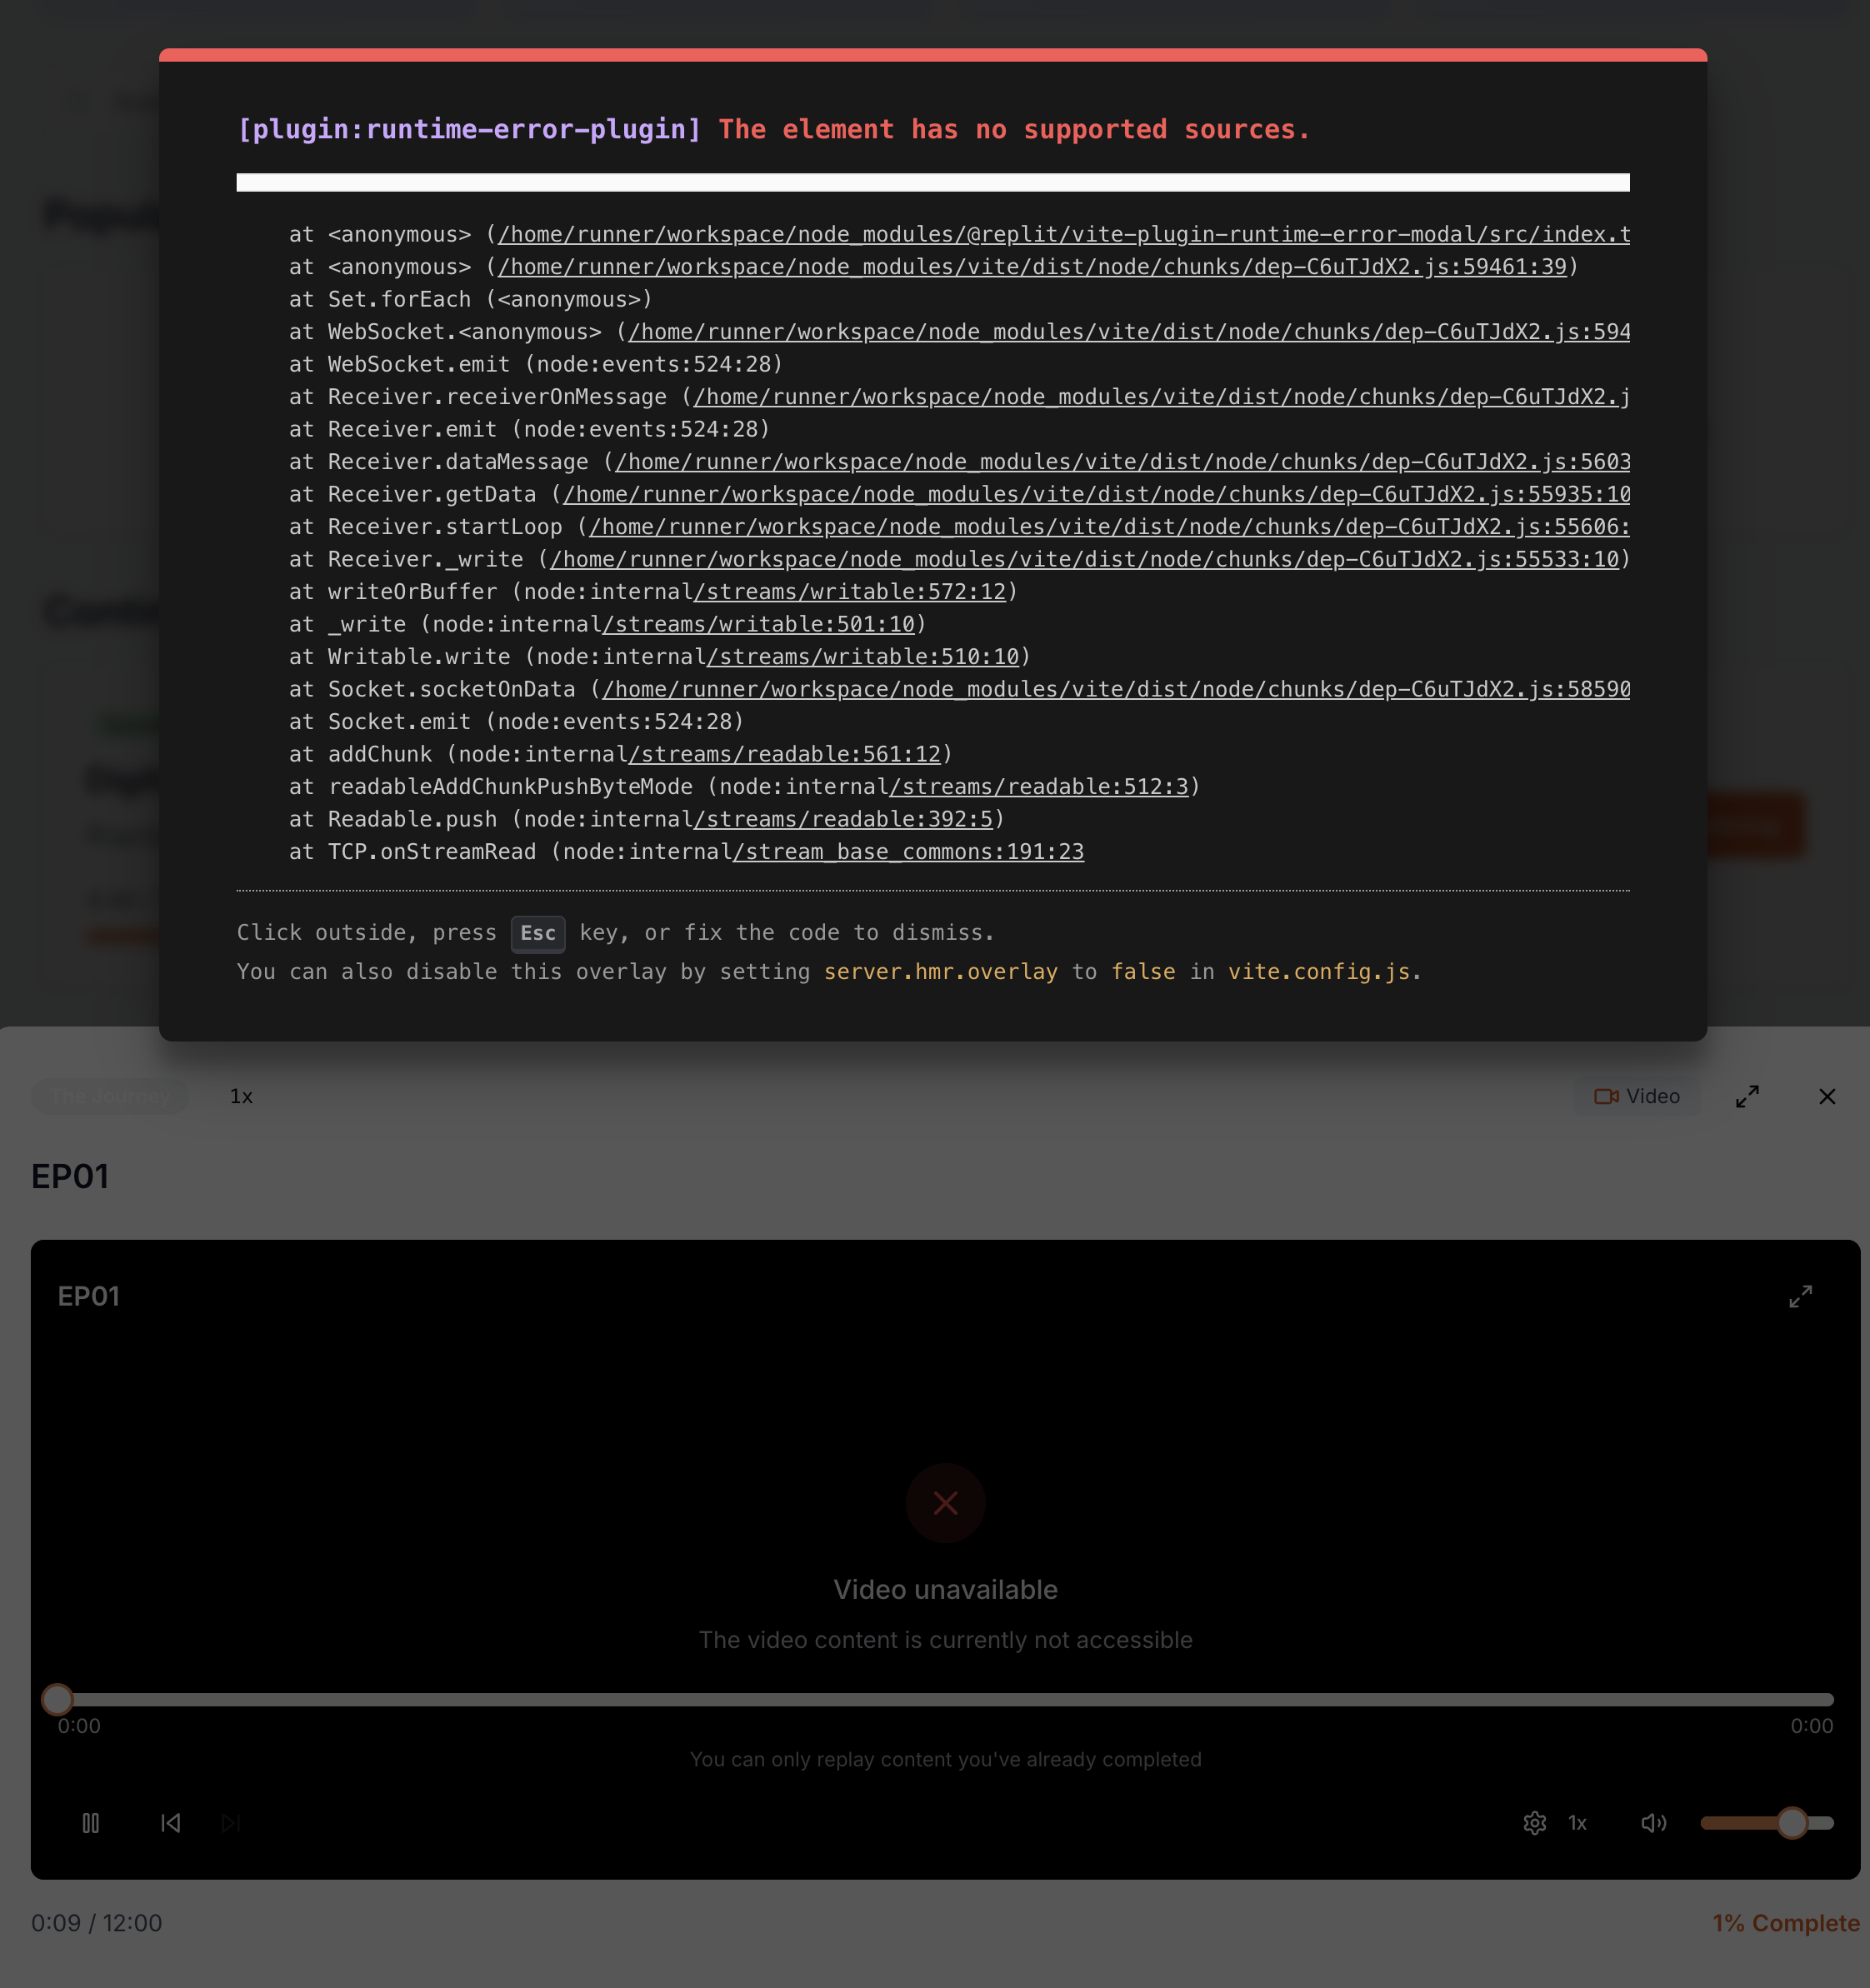 [plugin:runtime-error-plugin] The element has no supported sources.
at <anonymous> (/home/runner/workspace/node_modules/@replit/vite-plugin-runtime-error-modal/src/index.t
at <anonymous> (/home/runner/workspace/node_modules/vite/dist/node/chunks/dep-C6uTJdX2.js:59461:39)
at Set.forEach (<anonymous>)
at WebSocket.<anonymous> (/home/runner/workspace/node_modules/vite/dist/node/chunks/dep-C6uTJdX2.js:594
at WebSocket.emit (node:events:524:28)
at Receiver.receiverOnMessage (/home/runner/workspace/node_modules/vite/dist/node/chunks/dep-C6uTJdX2.j
at Receiver.emit (node:events:524:28)
at Receiver.dataMessage (/home/runner/workspace/node_modules/vite/dist/node/chunks/dep-C6uTJdX2.js:5603
at Receiver.getData (/home/runner/workspace/node_modules/vite/dist/node/chunks/dep-C6uTJdX2.js:55935:10
at Receiver.startLoop (/home/runner/workspace/node_modules/vite/dist/node/chunks/dep-C6uTJdX2.js:55606:
at Receiver._write (/home/runner/workspace/node_modules/vite/dist/node/chunks/dep-C6uTJdX2.js:55533:10)
at writeOrBuffer (node:internal/streams/writable:572:12)
at _write (node:internal/streams/writable:501:10)
at Writable.write (node:internal/streams/writable:510:10)
at Socket.socketOnData (/home/runner/workspace/node_modules/vite/dist/node/chunks/dep-C6uTJdX2.js:58590
at Socket.emit (node:events:524:28)
at addChunk (node:internal/streams/readable:561:12)
at readableAddChunkPushByteMode (node:internal/streams/readable:512:3)
at Readable.push (node:internal/streams/readable:392:5)
at TCP.onStreamRead (node:internal/stream_base_commons:191:23
Click outside, press Esc key, or fix the code to dismiss.
You can also disable this overlay by setting server.hmr.overlay to false in vite.config.js.
The Journey 1x Video
EP01
EP01
Video unavailable
The video content is currently not accessible
0:00 0:00
You can only replay content you've already completed
1x
0:09 / 12:00 1% Complete